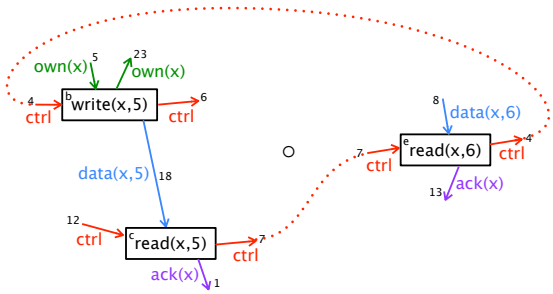 5
23
own(x)
own(x)
4
b write(x,5)
6
ctrl
ctrl
8
data(x,6)
7
e read(x,6)
4
ctrl
ctrl
data(x,5)
18
13
ack(x)
12
ctrl
c read(x,5)
7
ctrl
ack(x)
1